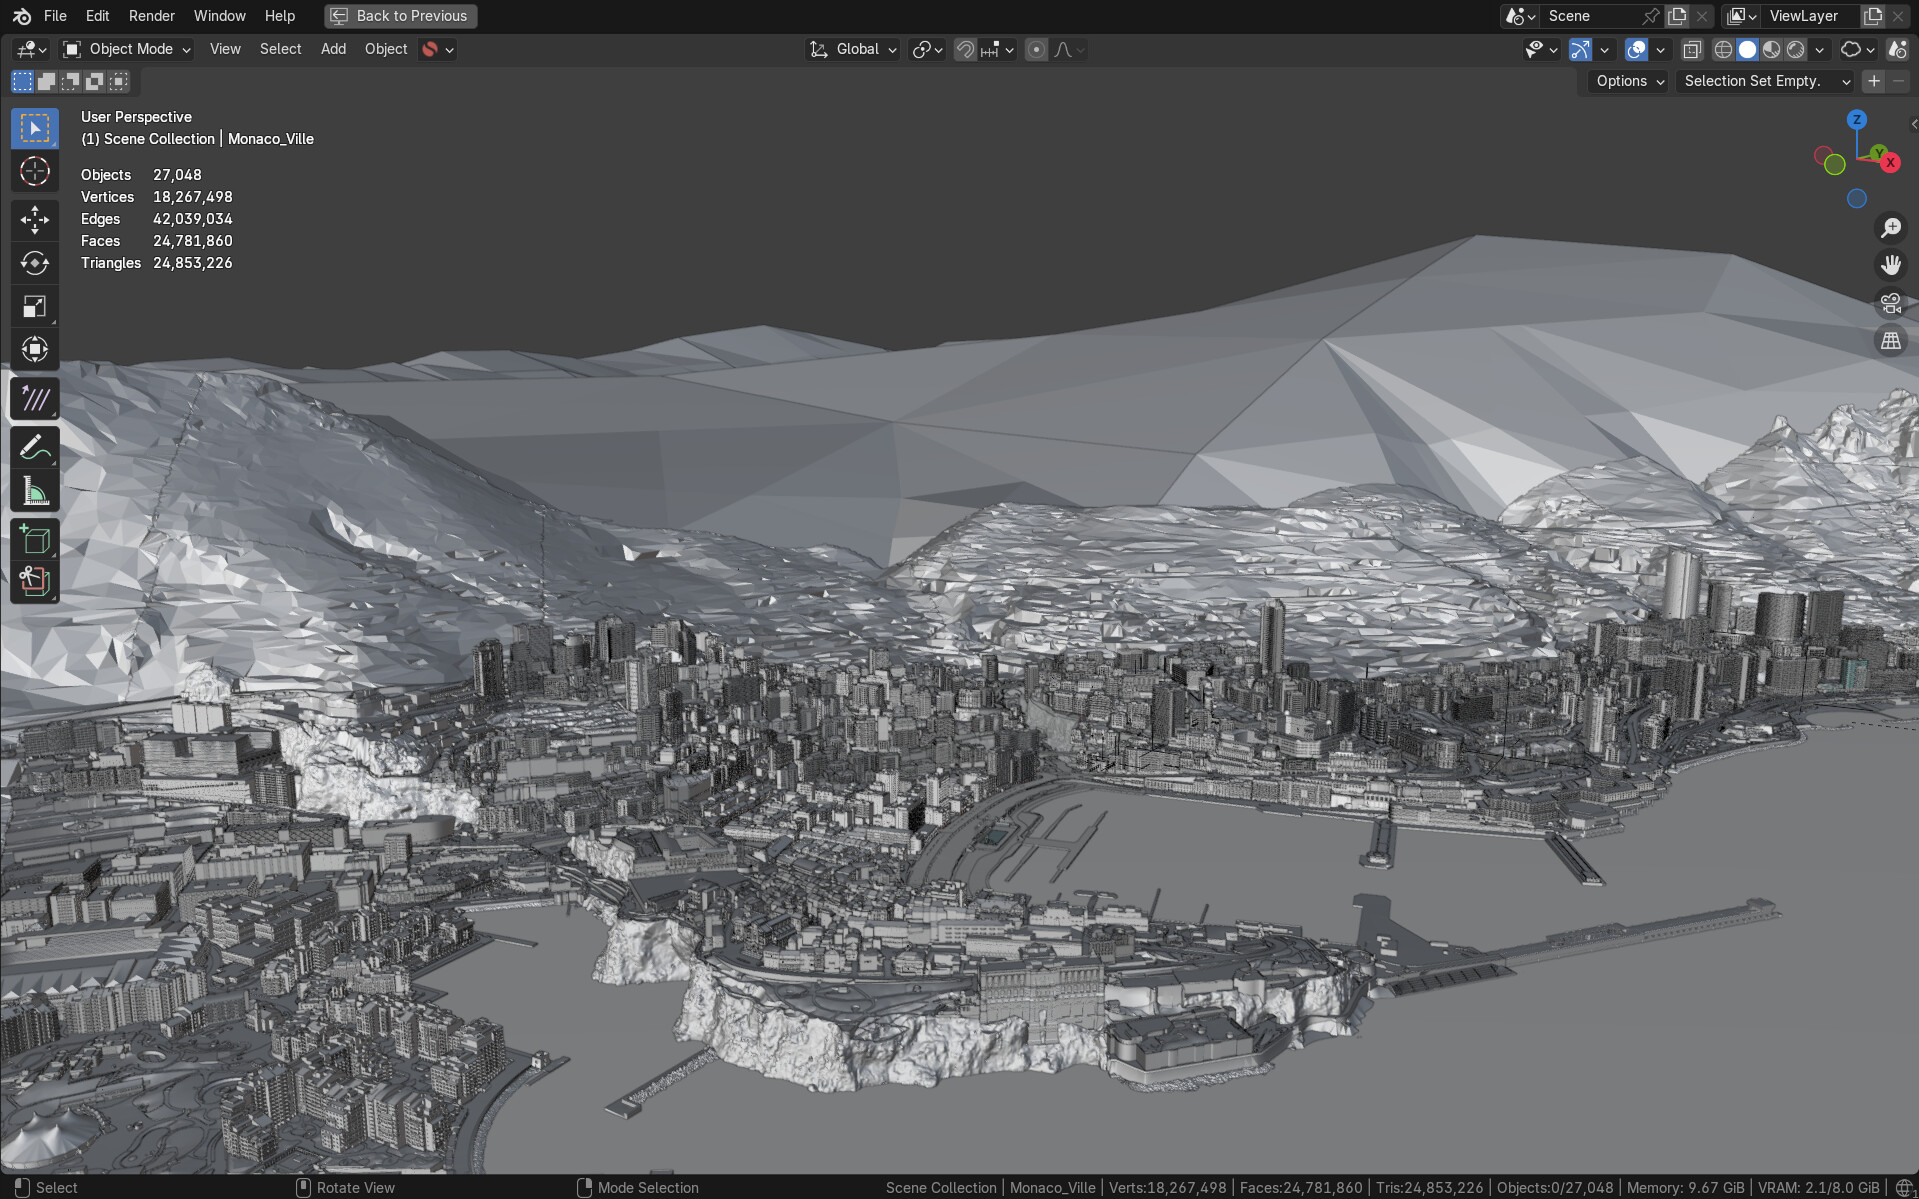 File Edit Render Window Help Back to Previous Scene ViewLayer
Object Mode View Select Add Object Global
Options Selection Set Empty.
User Perspective
(1) Scene Collection | Monaco_Ville
Objects 27,048
Vertices 18,267,498
Edges 42,039,034
Faces 24,781,860
Triangles 24,853,226
Z
Y
X
Select Rotate View Mode Selection Scene Collection | Monaco_Ville | Verts:18,267,498 | Faces:24,781,860 | Tris:24,853,226 | Objects:0/27,048 | Memory: 9.67 GiB | VRAM: 2.1/8.0 GiB |